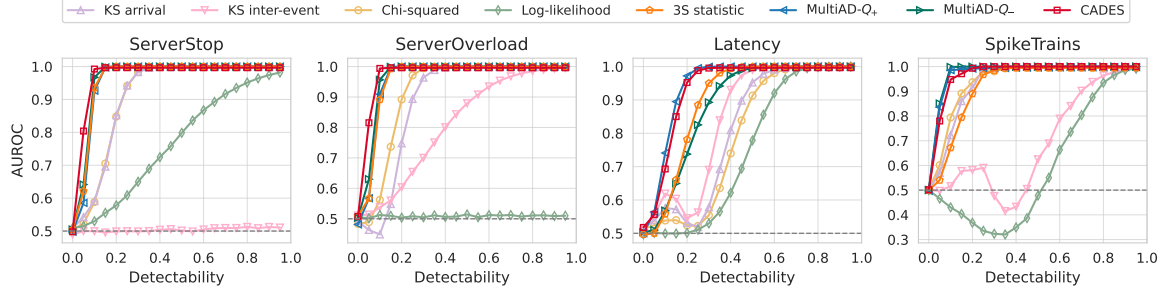 KS arrival KS inter-event Chi-squared Log-likelihood 3S statistic MultiAD-Q₊ MultiAD-Q₋ CADES
ServerStop ServerOverload Latency SpikeTrains
AUROC
1.0 0.9 0.8 0.7 0.6 0.5
1.0 0.9 0.8 0.7 0.6 0.5
1.0 0.9 0.8 0.7 0.6 0.5
1.0 0.9 0.8 0.7 0.6 0.5 0.4 0.3
0.0 0.2 0.4 0.6 0.8 1.0
0.0 0.2 0.4 0.6 0.8 1.0
0.0 0.2 0.4 0.6 0.8 1.0
0.0 0.2 0.4 0.6 0.8 1.0
Detectability Detectability Detectability Detectability